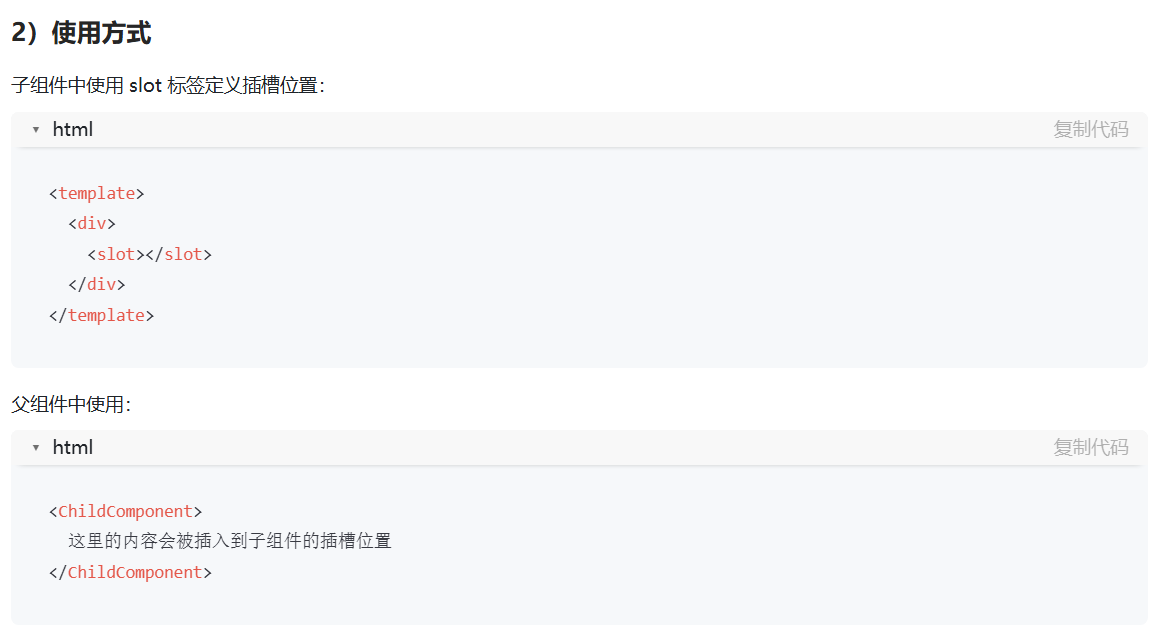 2）使用方式
子组件中使用 slot 标签定义插槽位置：
▼ html 复制代码
<template>
  <div>
    <slot></slot>
  </div>
</template>
父组件中使用：
▼ html 复制代码
<ChildComponent>
  这里的内容会被插入到子组件的插槽位置
</ChildComponent>